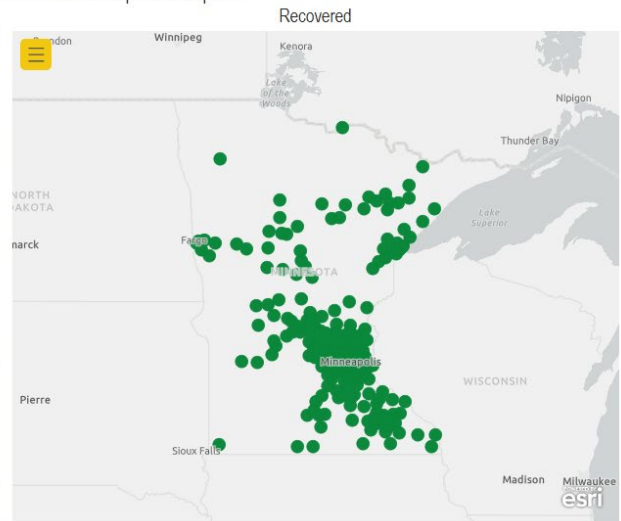 Recovered
Winnipeg
Kenora
Lake
of the
Woods
Nipigon
Thunder Bay
NORTH
AKOTA
Lake
Superior
marck
Fargo
MINNESOTA
Minneapolis
WISCONSIN
Pierre
Sioux Falls
Madison
Milwaukee
esri